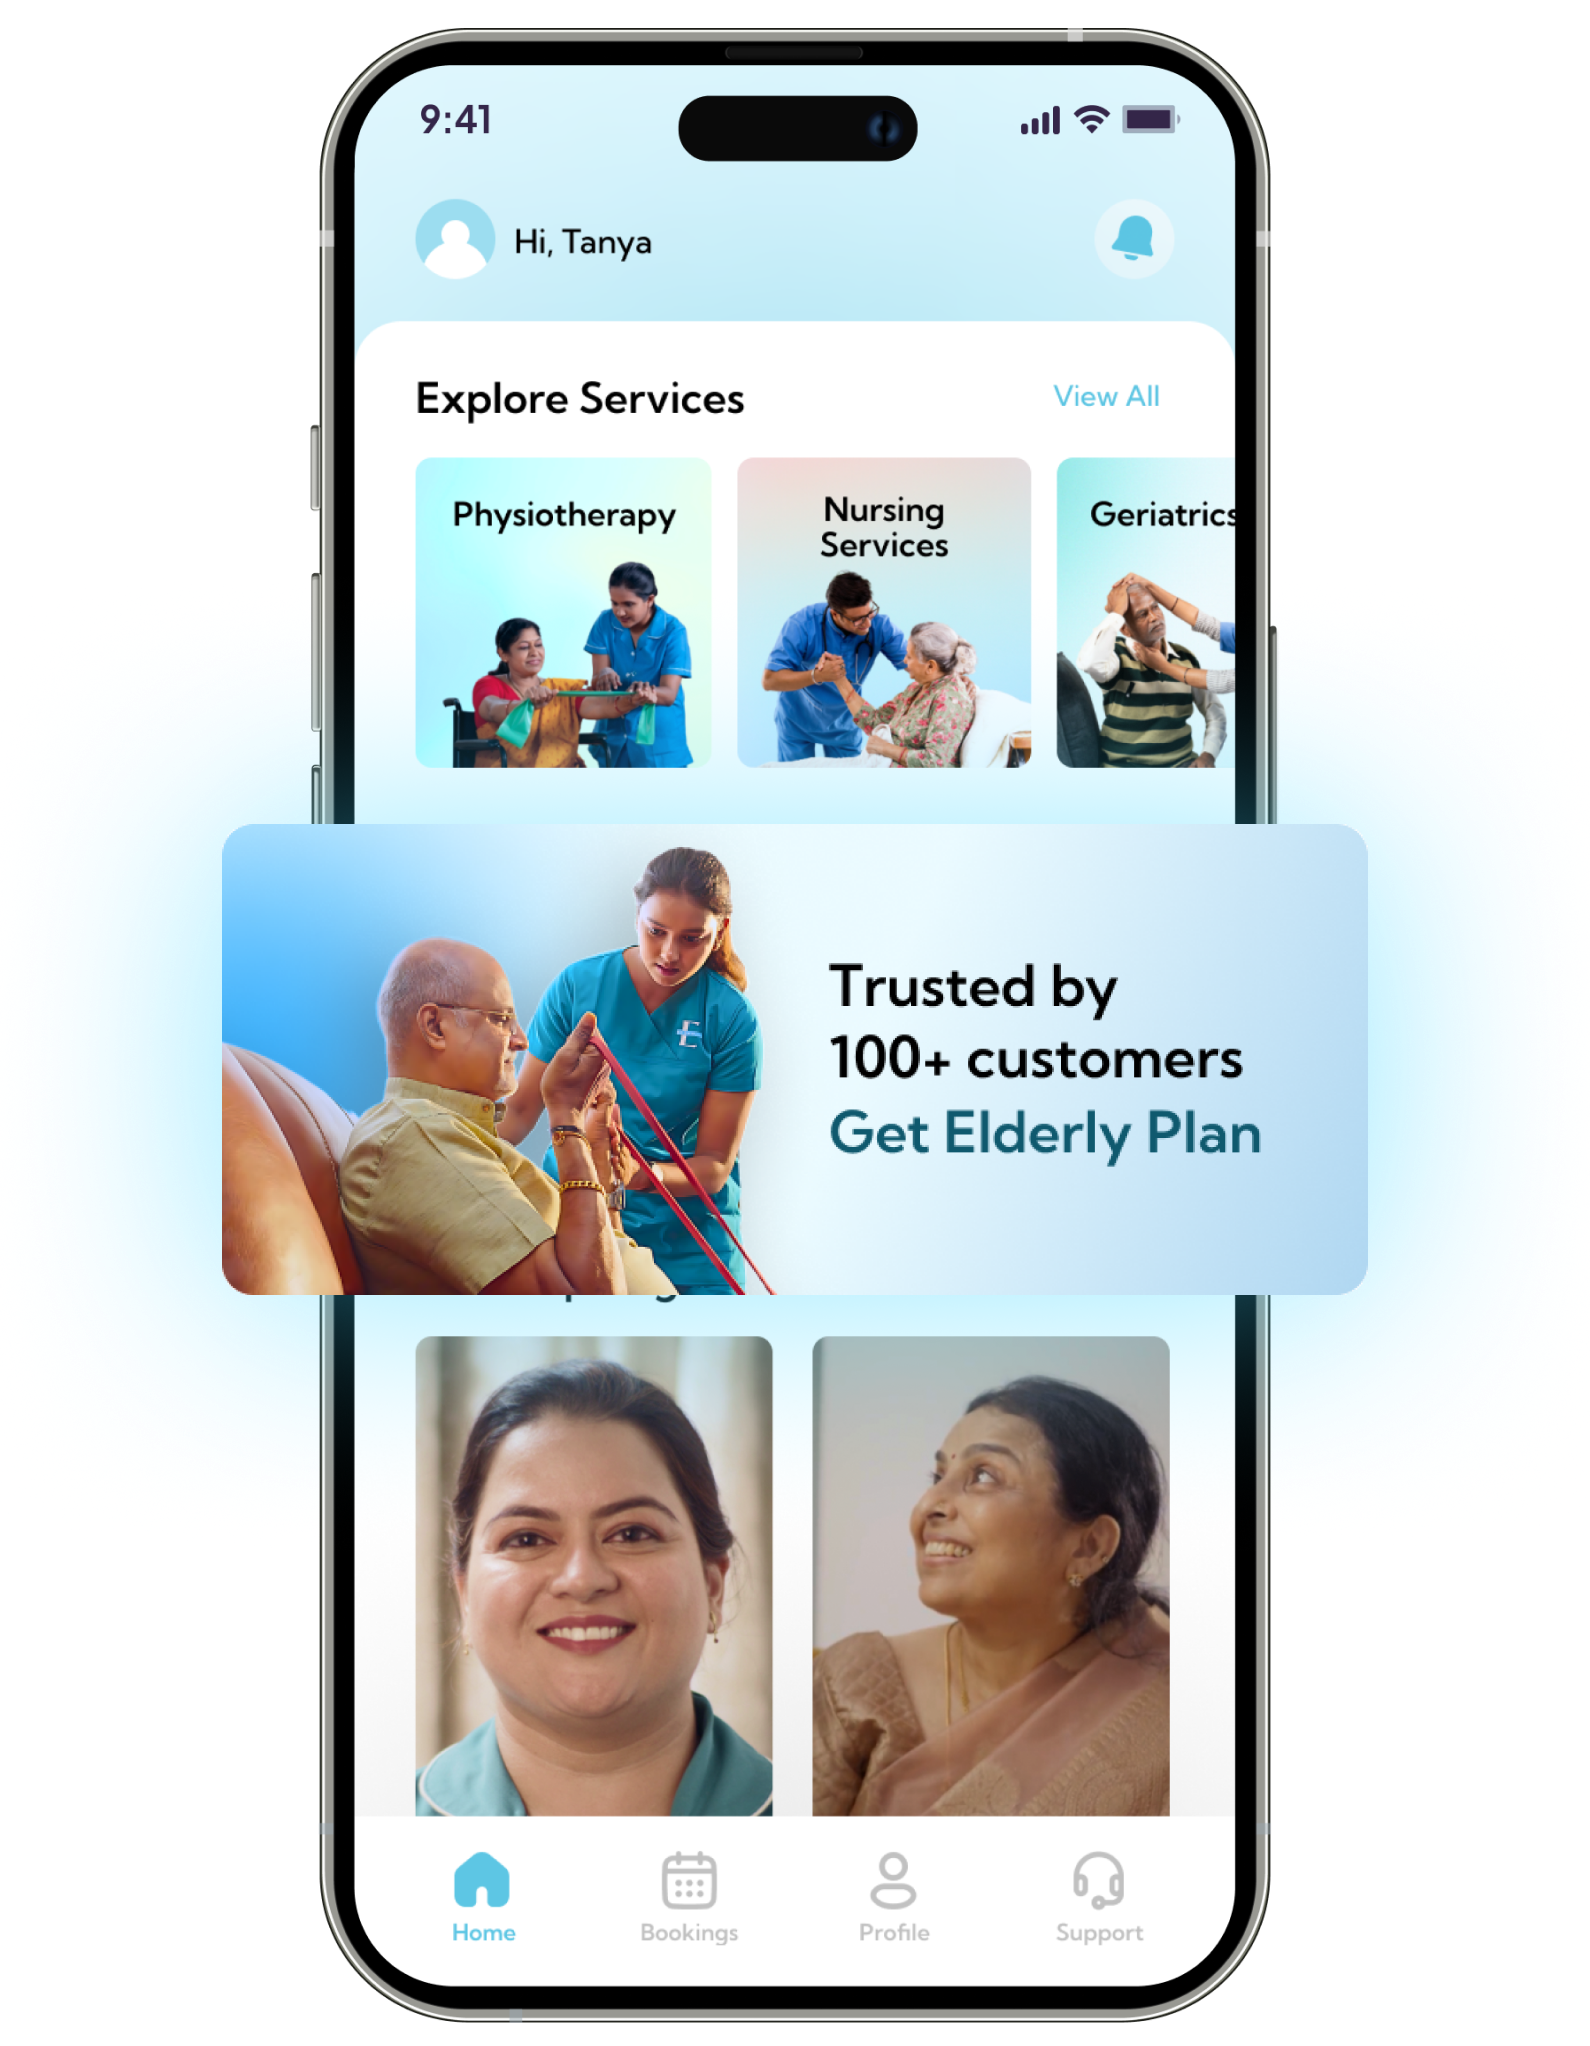 9:41
Hi, Tanya
Explore Services
View All
Physiotherapy
Nursing
Services
Geriatrics
E
Trusted by
100+ customers
Get Elderly Plan
Home
Bookings
Profile
Support